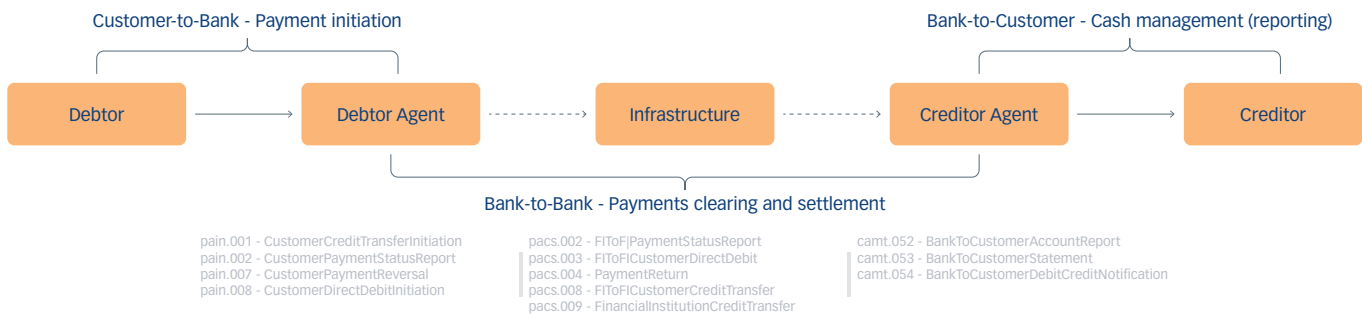 Customer-to-Bank - Payment initiation
Bank-to-Customer - Cash management (reporting)
Debtor
Debtor Agent
Infrastructure
Creditor Agent
Creditor
Bank-to-Bank - Payments clearing and settlement
pain.001 - CustomerCreditTransferInitiation
pain.002 - CustomerPaymentStatusReport
pain.007 - CustomerPaymentReversal
pain.008 - CustomerDirectDebitInitiation
pacs.002 - FIToF|PaymentStatusReport
pacs.003 - FIToFICustomerDirectDebit
pacs.004 - PaymentReturn
pacs.008 - FIToFICustomerCreditTransfer
pacs.009 - FinancialInstitutionCreditTransfer
camt.052 - BankToCustomerAccountReport
camt.053 - BankToCustomerStatement
camt.054 - BankToCustomerDebitCreditNotification